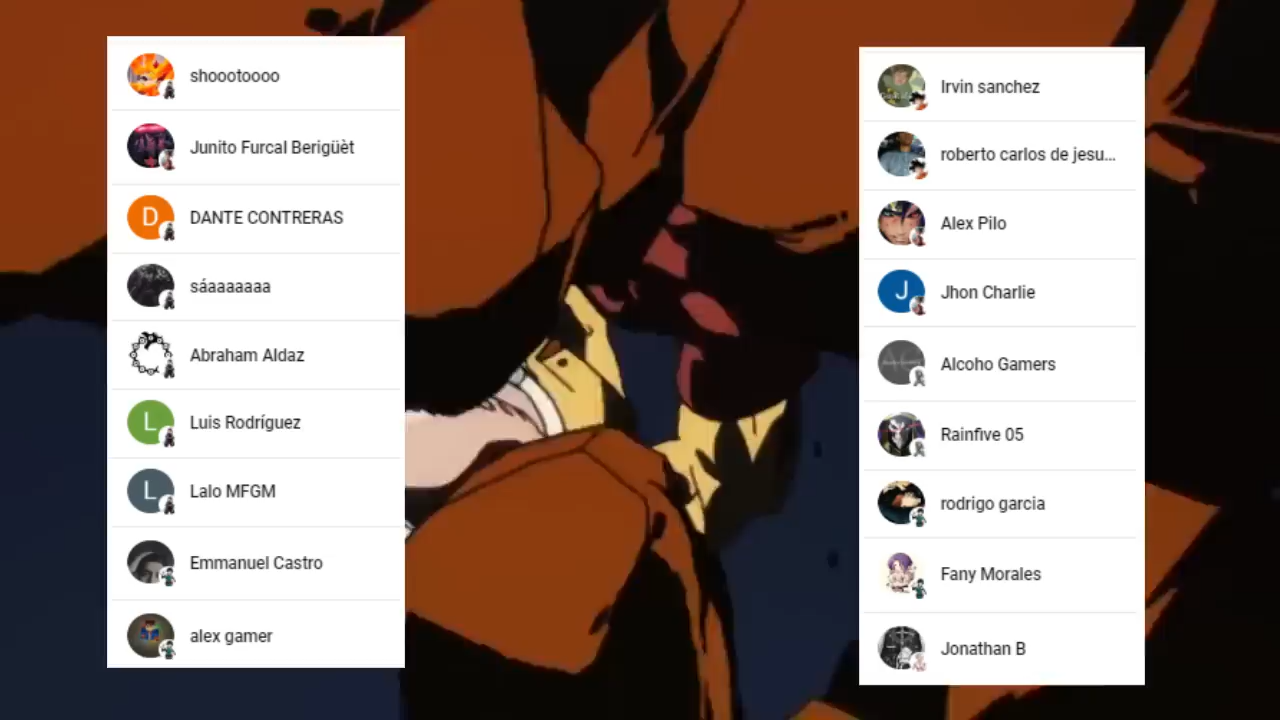 shoootoooo
Junito Furcal Berigüèt
D
DANTE CONTRERAS
sáaaaaaaa
Abraham Aldaz
L
Luis Rodríguez
L
Lalo MFGM
Emmanuel Castro
alex gamer
Irvin sanchez
roberto carlos de jesu...
Alex Pilo
J
Jhon Charlie
Alcoho Gamers
Rainfive 05
rodrigo garcia
Fany Morales
Jonathan B